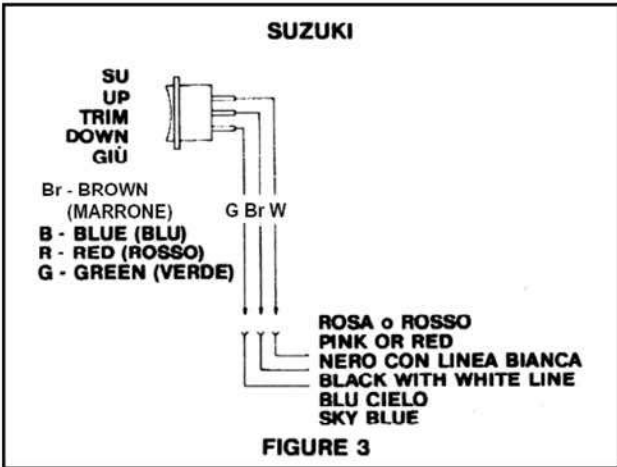 SUZUKI
SU
UP
TRIM
DOWN
GIÙ
Br - BROWN
(MARRONE)
B - BLUE (BLU)
R - RED (ROSSO)
G - GREEN (VERDE)
G Br W
ROSA o ROSSO
PINK OR RED
NERO CON LINEA BIANCA
BLACK WITH WHITE LINE
BLU CIELO
SKY BLUE
FIGURE 3